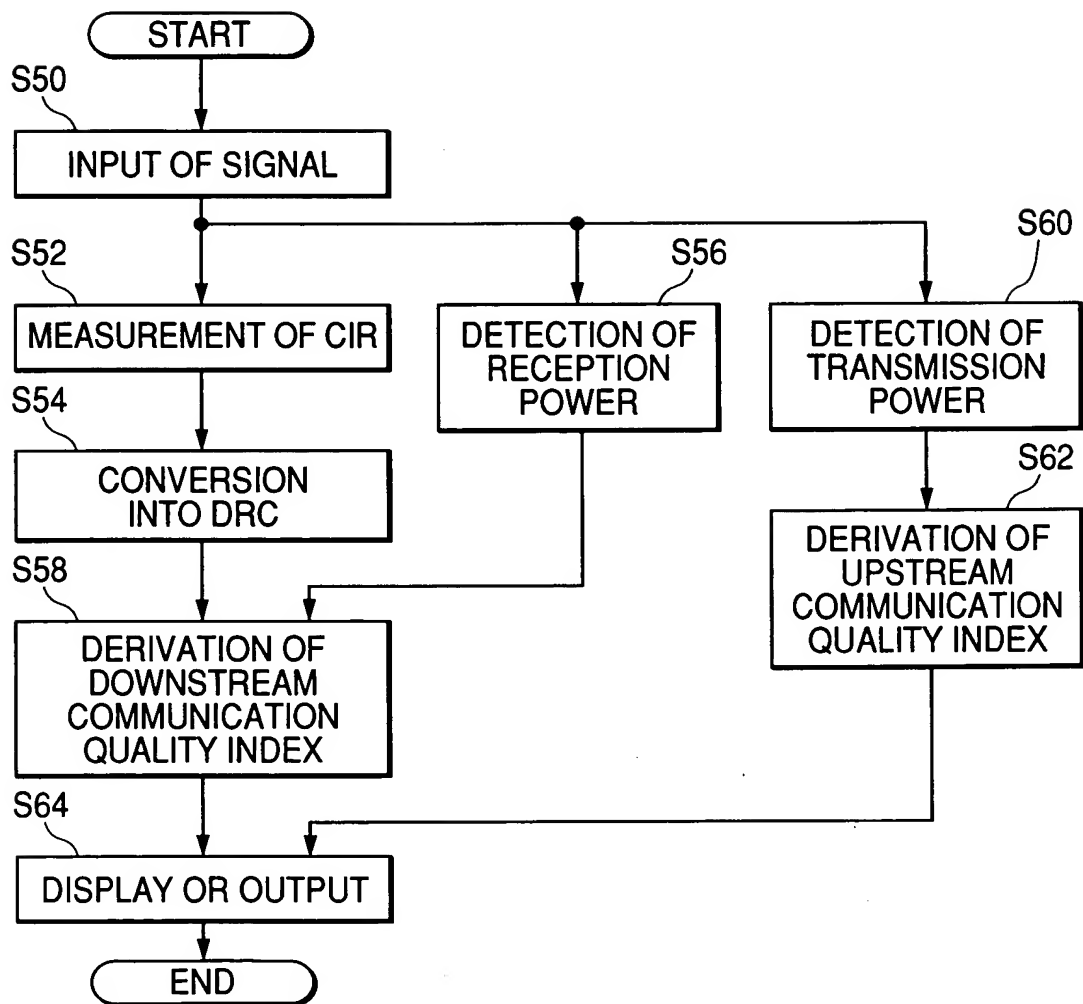 START
S50
INPUT OF SIGNAL
S52
MEASUREMENT OF CIR
S56
DETECTION OF
RECEPTION
POWER
S60
DETECTION OF
TRANSMISSION
POWER
S54
CONVERSION
INTO DRC
S62
DERIVATION OF
UPSTREAM
COMMUNICATION
QUALITY INDEX
S58
DERIVATION OF
DOWNSTREAM
COMMUNICATION
QUALITY INDEX
S64
DISPLAY OR OUTPUT
END